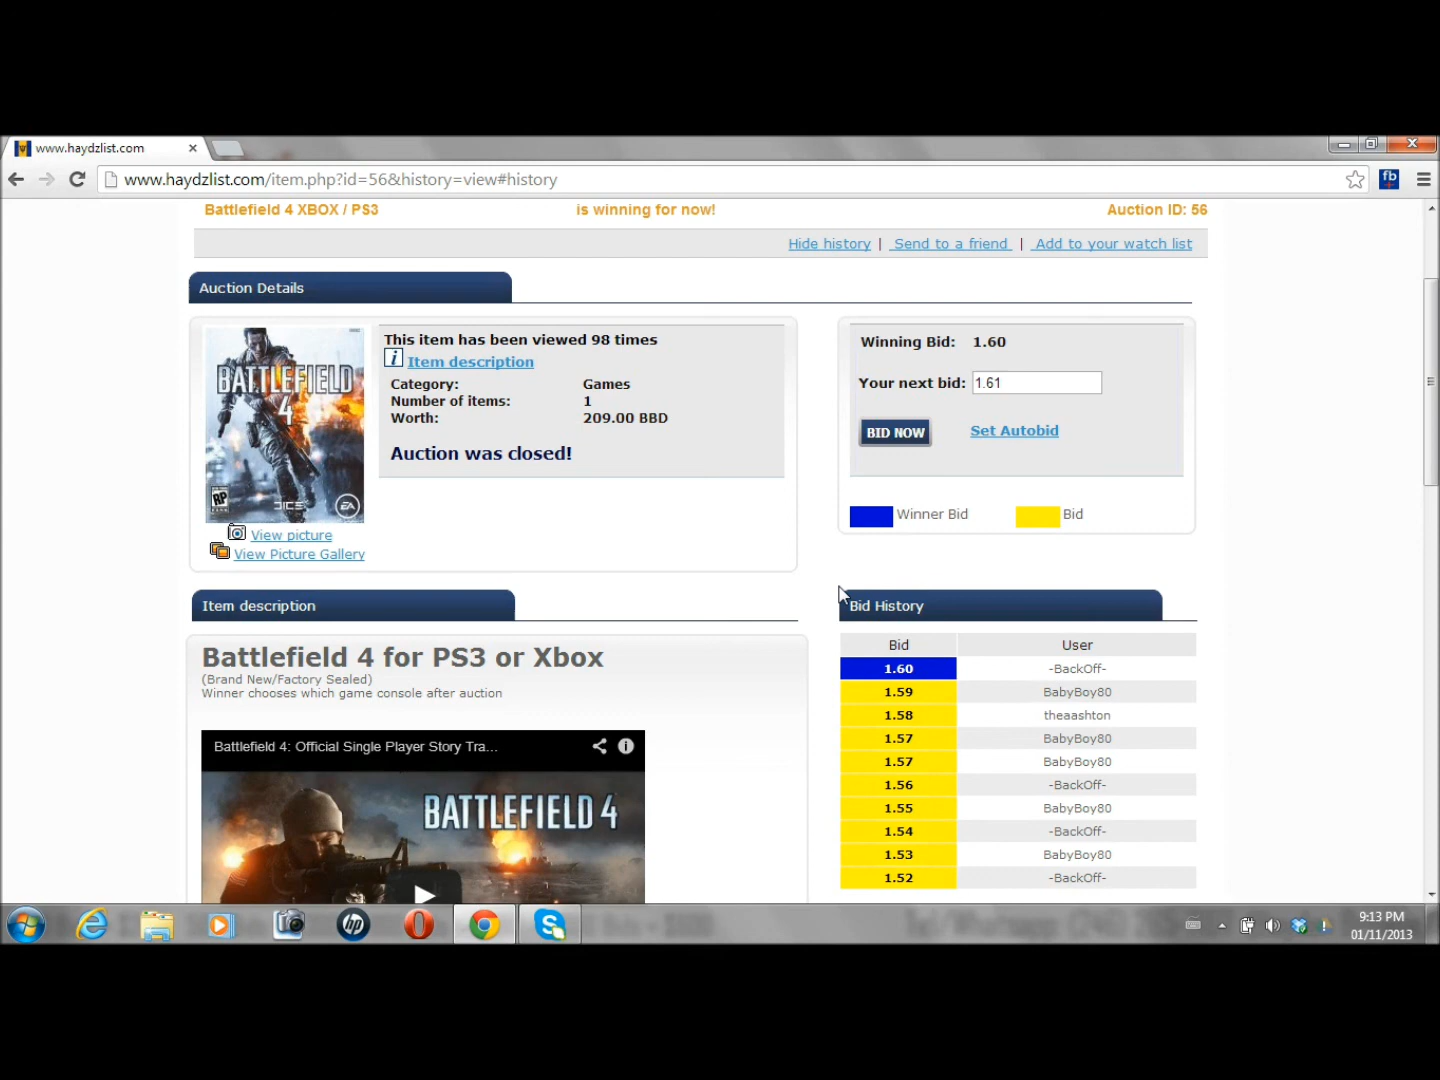 www.haydzlist.com
www.haydzlist.com/item.php?id=56&history=view#history
fb
Battlefield 4 XBOX / PS3 is winning for now! Auction ID: 56
Hide history | Send to a friend | Add to your watch list
Auction Details
BATTLEFIELD
4
RP
DICE
EA
This item has been viewed 98 times
i Item description
Category: Games
Number of items: 1
Worth: 209.00 BBD
Auction was closed!
View picture
View Picture Gallery
Winning Bid: 1.60
Your next bid: 1.61
BID NOW Set Autobid
Winner Bid Bid
Item description
Battlefield 4 for PS3 or Xbox
(Brand New/Factory Sealed)
Winner chooses which game console after auction
Battlefield 4: Official Single Player Story Tra...
BATTLEFIELD 4
Bid History
Bid User
1.60 -BackOff-
1.59 BabyBoy80
1.58 theaashton
1.57 BabyBoy80
1.57 BabyBoy80
1.56 -BackOff-
1.55 BabyBoy80
1.54 -BackOff-
1.53 BabyBoy80
1.52 -BackOff-
hp
9:13 PM
01/11/2013